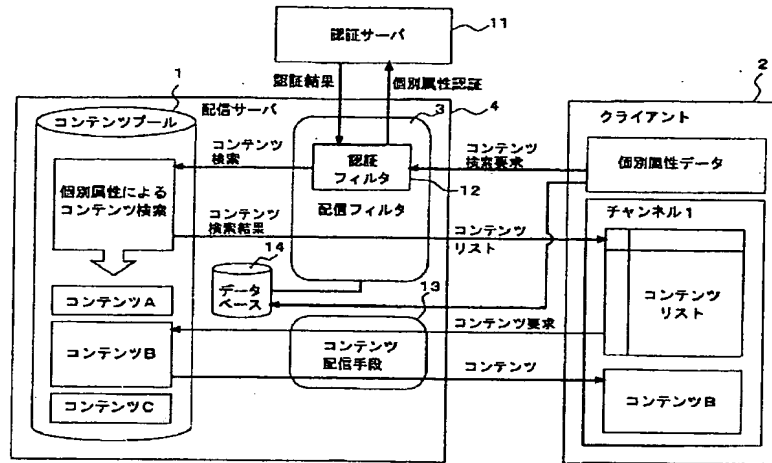 認証サーバ
11
認証結果
個別属性認証
1
配信サーバ
3
4
2
コンテンツプール
クライアント
コンテンツ
検索
認証
フィルタ
12
コンテンツ
検索要求
個別属性データ
個別属性による
コンテンツ検索
配信フィルタ
コンテンツ
検索結果
コンテンツ
リスト
チャンネル1
14
データ
ベース
コンテンツA
13
コンテンツ
リスト
コンテンツ要求
コンテンツB
コンテンツ
配信手段
コンテンツ
コンテンツB
コンテンツC